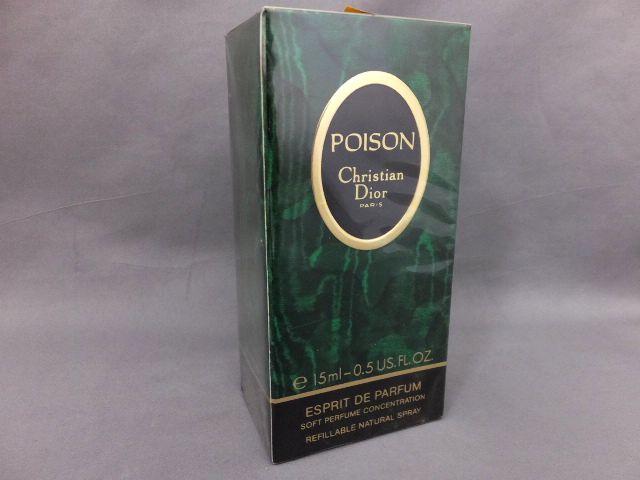 POISON
Christian
Dior
PARIS
℮ 15ml-0.5 US.FL.OZ.
ESPRIT DE PARFUM
SOFT PERFUME CONCENTRATION
REFILLABLE NATURAL SPRAY